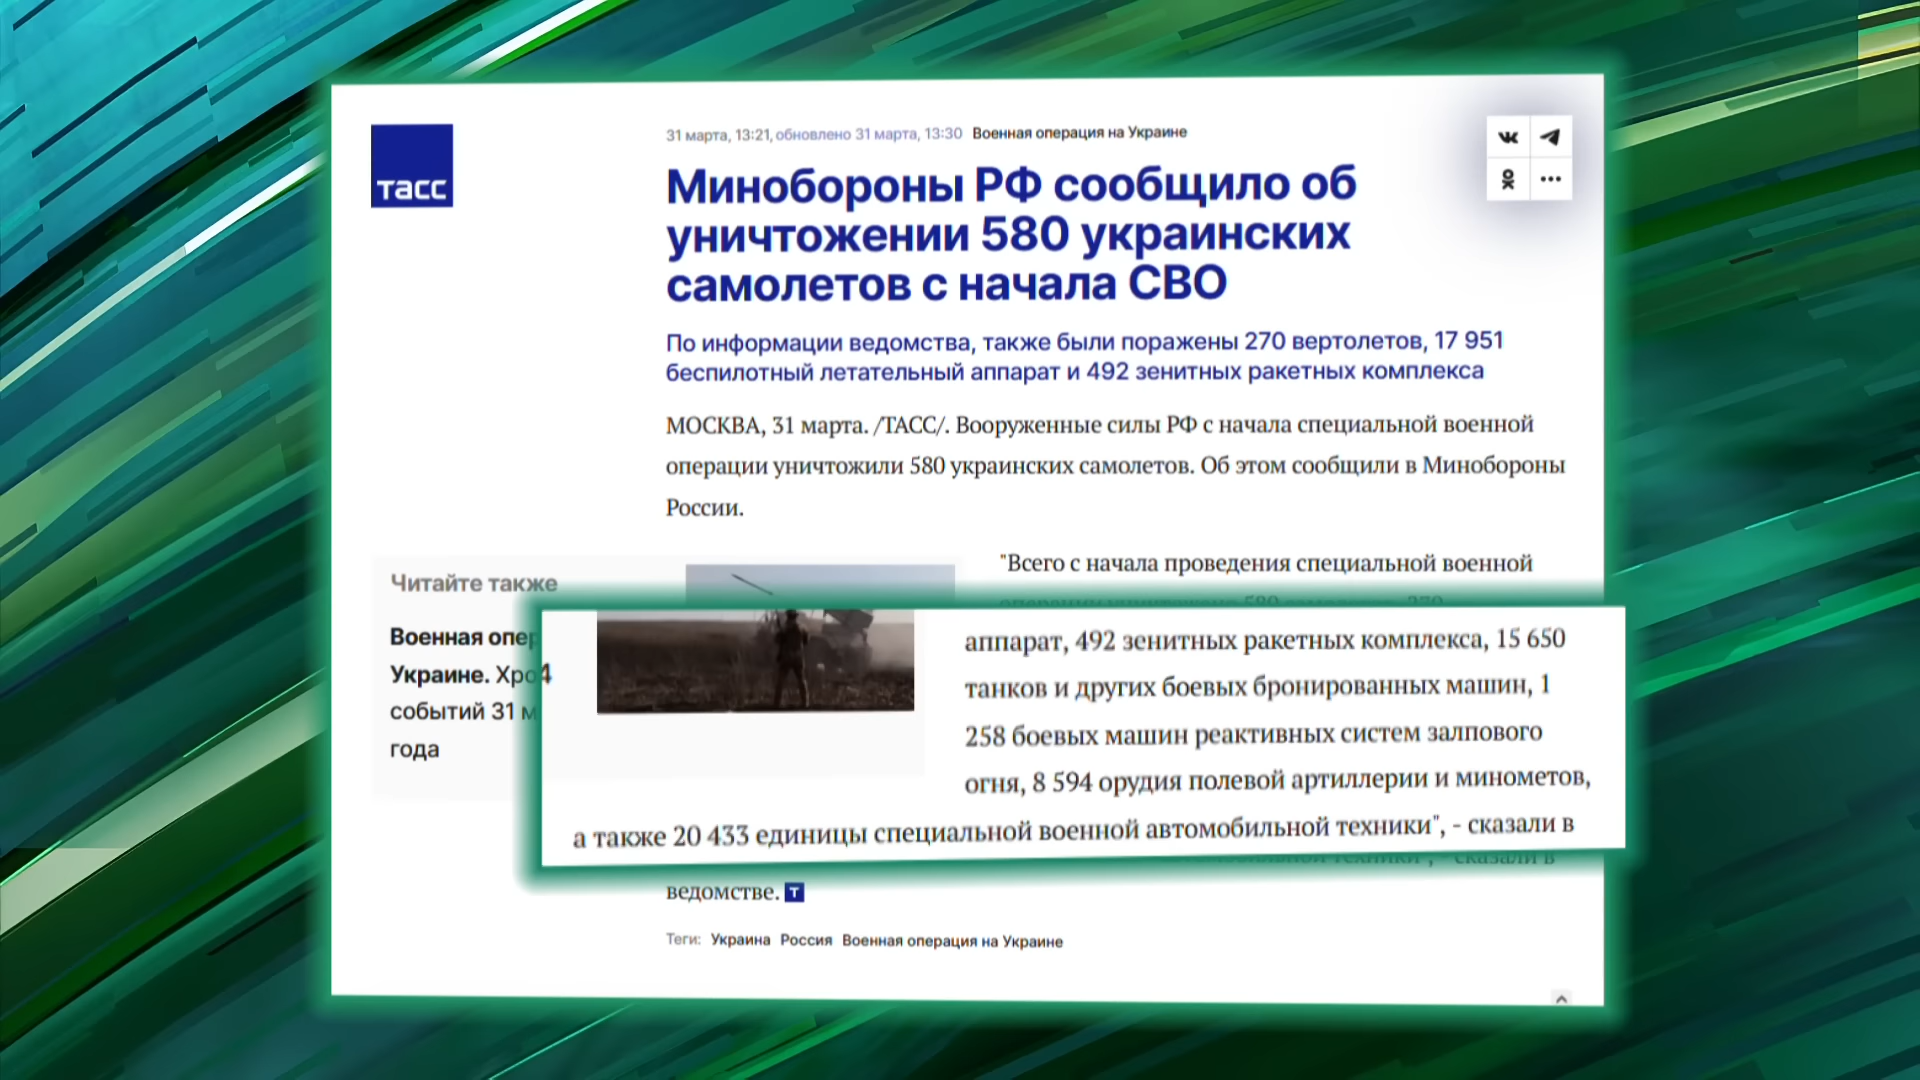 тасс
31 марта, 13:21, обновлено 31 марта, 13:30 Военная операция на Украине
Минобороны РФ сообщило об
уничтожении 580 украинских
самолетов с начала СВО
По информации ведомства, также были поражены 270 вертолетов, 17 951
беспилотный летательный аппарат и 492 зенитных ракетных комплекса
МОСКВА, 31 марта. /ТАСС/. Вооруженные силы РФ с начала специальной военной
операции уничтожили 580 украинских самолетов. Об этом сообщили в Минобороны
России.
"Всего с начала проведения специальной военной
Читайте также
Военная опер
Украине. Хро4
событий 31 м
года
аппарат, 492 зенитных ракетных комплекса, 15 650
танков и других боевых бронированных машин, 1
258 боевых машин реактивных систем залпового
огня, 8 594 орудия полевой артиллерии и минометов,
а также 20 433 единицы специальной военной автомобильной техники", - сказали в
ведомстве. Т
Теги: Украина Россия Военная операция на Украине